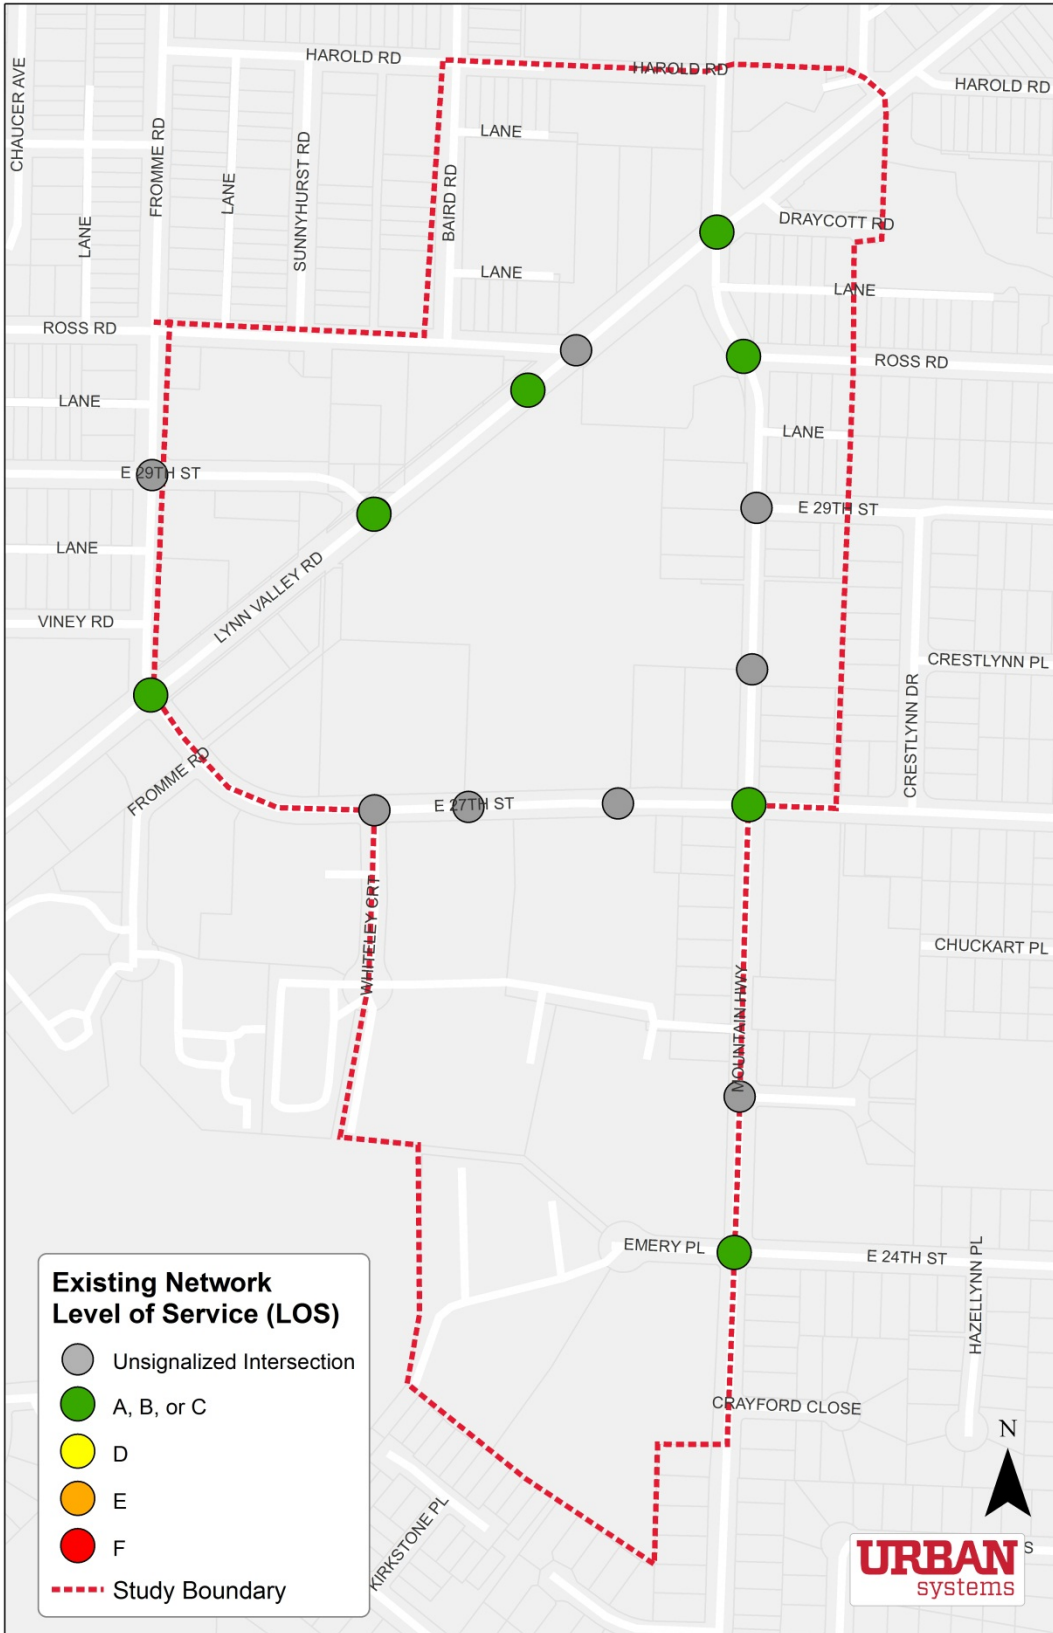 HAROLD RD
HAROLD RD
HAROLD RD
CHAUCER AVE
FROMME RD
LANE
LANE
SUNNYHURST RD
BAIRD RD
LANE
LANE
DRAYCOTT RD
LANE
ROSS RD
ROSS RD
LANE
LANE
E 29TH ST
E 29TH ST
LANE
LYNN VALLEY RD
VINEY RD
CRESTLYNN PL
CRESTLYNN DR
FROMME RD
E 27TH ST
WHITELEY CRT
CHUCKART PL
MOUNTAIN HWY
EMERY PL
E 24TH ST
HAZELLYNN PL
CRAYFORD CLOSE
KIRKSTONE PL
Existing Network
Level of Service (LOS)
Unsignalized Intersection
A, B, or C
D
E
F
Study Boundary
N
URBAN
systems
S